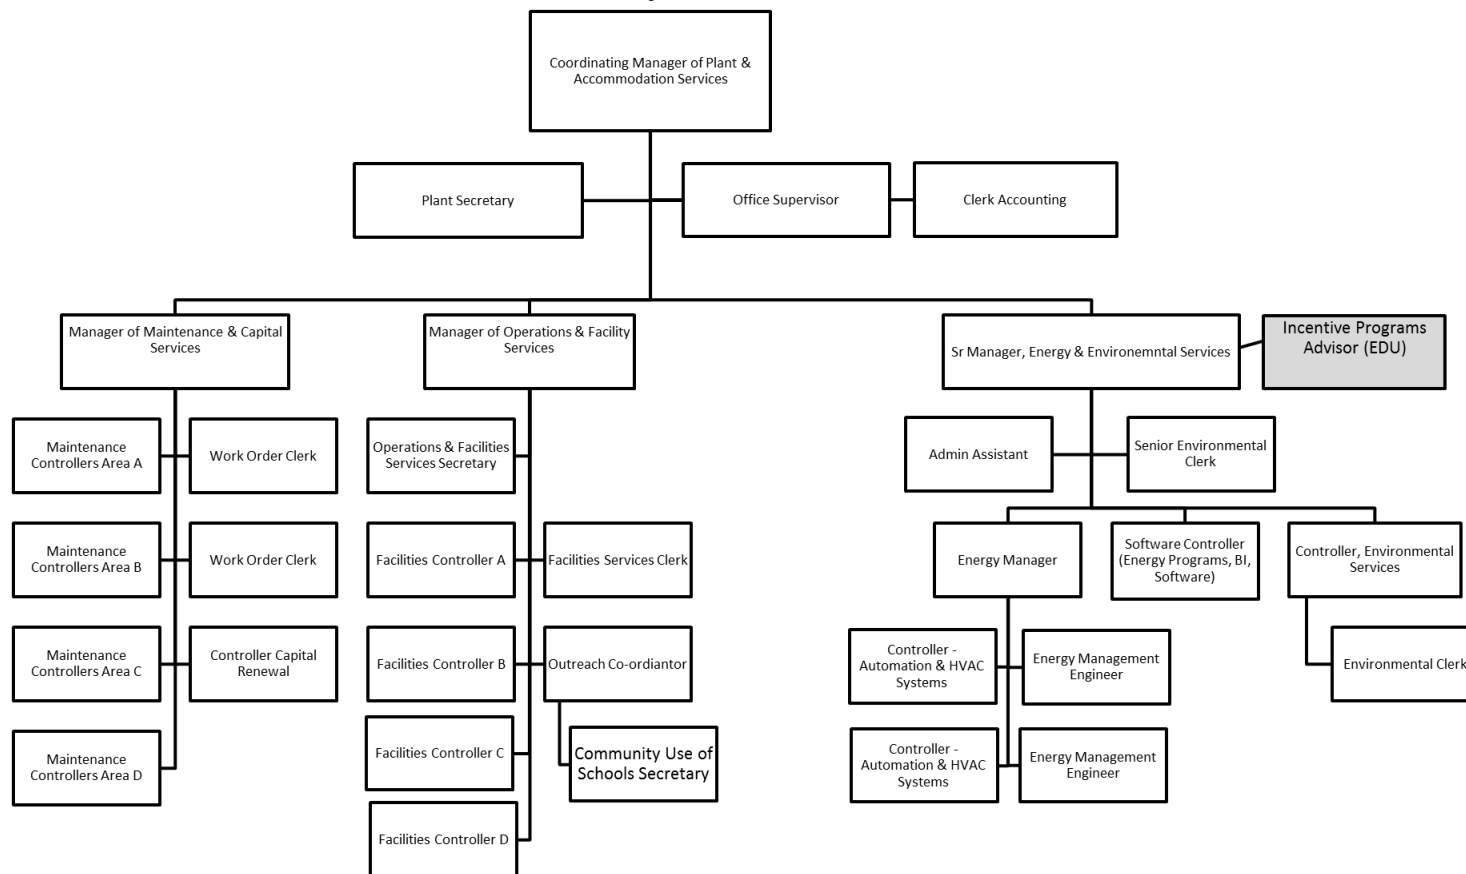 Coordinating Manager of Plant &
Accommodation Services
Plant Secretary
Office Supervisor
Clerk Accounting
Manager of Maintenance & Capital
Services
Manager of Operations & Facility
Services
Sr Manager, Energy & Environemntal Services
Incentive Programs
Advisor (EDU)
Maintenance
Controllers Area A
Work Order Clerk
Maintenance
Controllers Area B
Work Order Clerk
Maintenance
Controllers Area C
Controller Capital
Renewal
Maintenance
Controllers Area D
Operations & Facilities
Services Secretary
Facilities Controller A
Facilities Services Clerk
Facilities Controller B
Outreach Co-ordiantor
Facilities Controller C
Community Use of
Schools Secretary
Facilities Controller D
Admin Assistant
Senior Environmental
Clerk
Energy Manager
Software Controller
(Energy Programs, BI,
Software)
Controller, Environmental
Services
Controller -
Automation & HVAC
Systems
Energy Management
Engineer
Environmental Clerk
Controller -
Automation & HVAC
Systems
Energy Management
Engineer